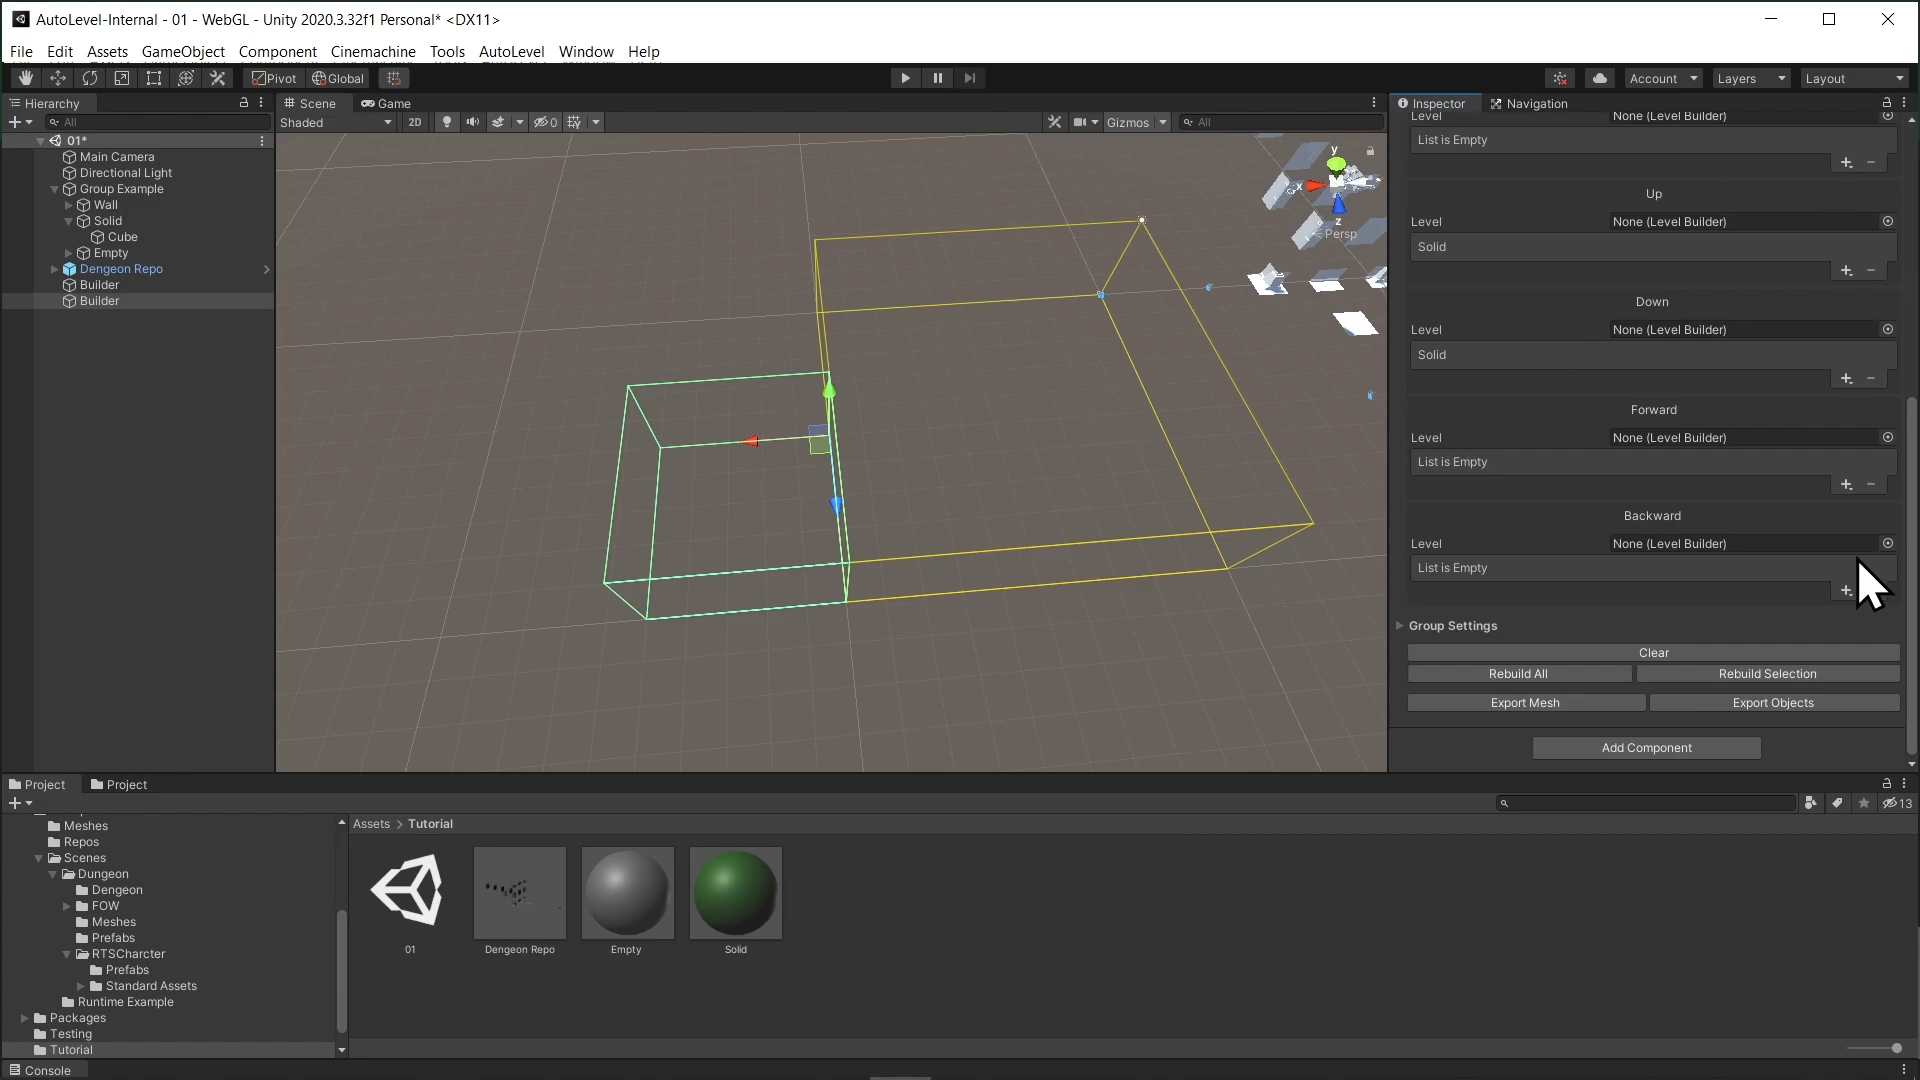 AutoLevel-Internal - 01 - WebGL - Unity 2020.3.32f1 Personal* <DX11>
File Edit Assets GameObject Component Cinemachine Tools AutoLevel Window Help
Pivot Global Account Layers Layout
Hierarchy
All
01*
Main Camera
Directional Light
Group Example
Wall
Solid
Cube
Empty
Dengeon Repo
Builder
Builder
Scene Game
Shaded 2D 0 Gizmos All
y
x
z
Persp
Inspector Navigation
Level None (Level Builder)
List is Empty
Up
Level None (Level Builder)
Solid
Down
Level None (Level Builder)
Solid
Forward
Level None (Level Builder)
List is Empty
Backward
Level None (Level Builder)
List is Empty
Group Settings
Clear
Rebuild All Rebuild Selection
Export Mesh Export Objects
Add Component
Project Project
13
Meshes
Repos
Scenes
Dungeon
Dengeon
FOW
Meshes
Prefabs
RTSCharcter
Prefabs
Standard Assets
Runtime Example
Packages
Testing
Tutorial
Assets > Tutorial
01 Dengeon Repo Empty Solid
Console